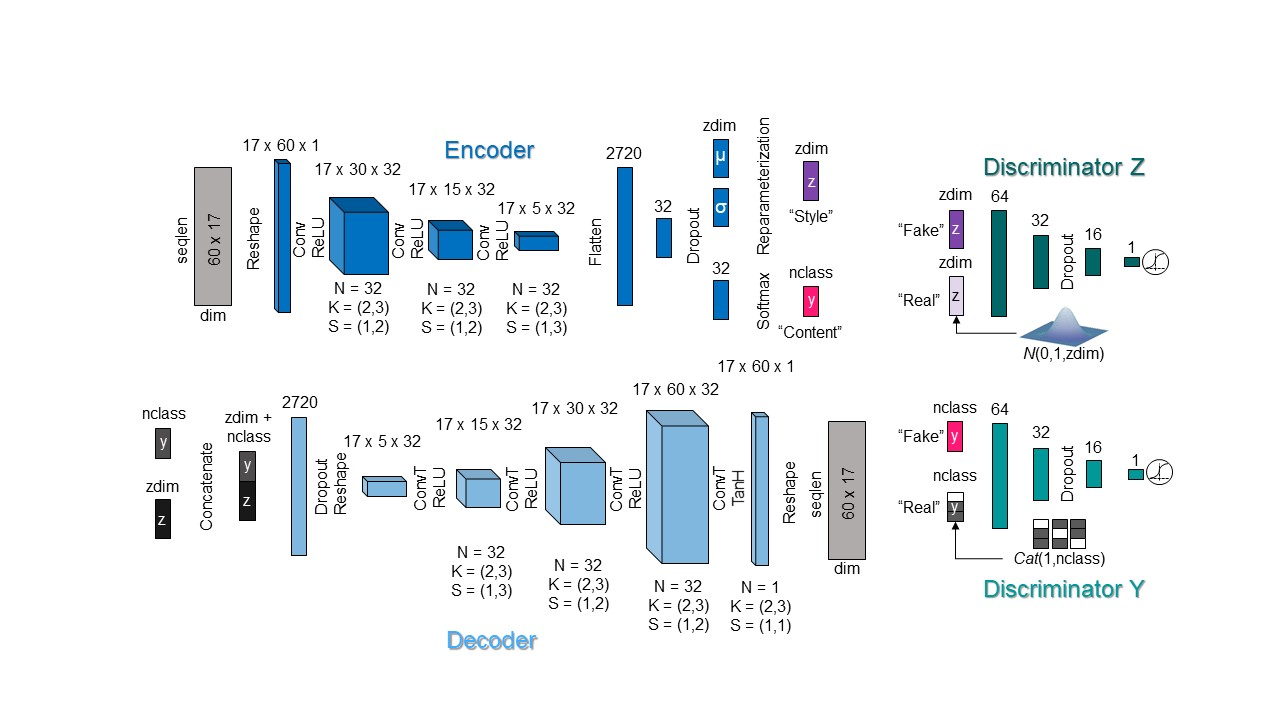 Encoder
seqlen
60 x 17
dim
Reshape
17 x 60 x 1
Conv
ReLU
17 x 30 x 32
N = 32
K = (2,3)
S = (1,2)
Conv
ReLU
17 x 15 x 32
N = 32
K = (2,3)
S = (1,2)
Conv
ReLU
17 x 5 x 32
N = 32
K = (2,3)
S = (1,3)
Flatten
2720
32
Dropout
zdim
μ
σ
32
Reparameterization
Softmax
zdim
z
“Style”
nclass
y
“Content”
Discriminator Z
zdim
“Fake”
z
zdim
“Real”
z
64
32
Dropout
16
1
N(0,1,zdim)
nclass
y
zdim
z
Concatenate
zdim +
nclass
y
z
2720
Dropout
Reshape
17 x 5 x 32
ConvT
ReLU
17 x 15 x 32
N = 32
K = (2,3)
S = (1,3)
ConvT
ReLU
17 x 30 x 32
N = 32
K = (2,3)
S = (1,2)
ConvT
ReLU
17 x 60 x 32
N = 32
K = (2,3)
S = (1,2)
ConvT
TanH
17 x 60 x 1
N = 1
K = (2,3)
S = (1,1)
Reshape
seqlen
60 x 17
dim
Decoder
nclass
“Fake”
y
nclass
“Real”
y
64
32
Dropout
16
1
Cat(1,nclass)
Discriminator Y